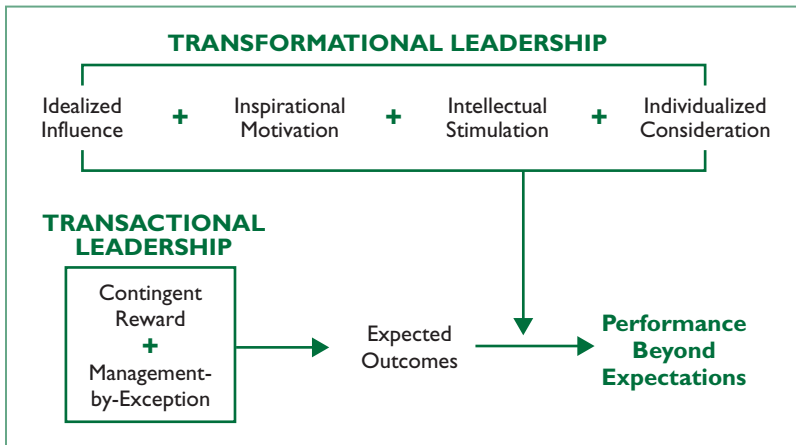 TRANSFORMATIONAL LEADERSHIP
Idealized
Influence
+
Inspirational
Motivation
+
Intellectual
Stimulation
+
Individualized
Consideration
TRANSACTIONAL
LEADERSHIP
Contingent
Reward
+
Management-
by-Exception
Expected
Outcomes
Performance
Beyond
Expectations